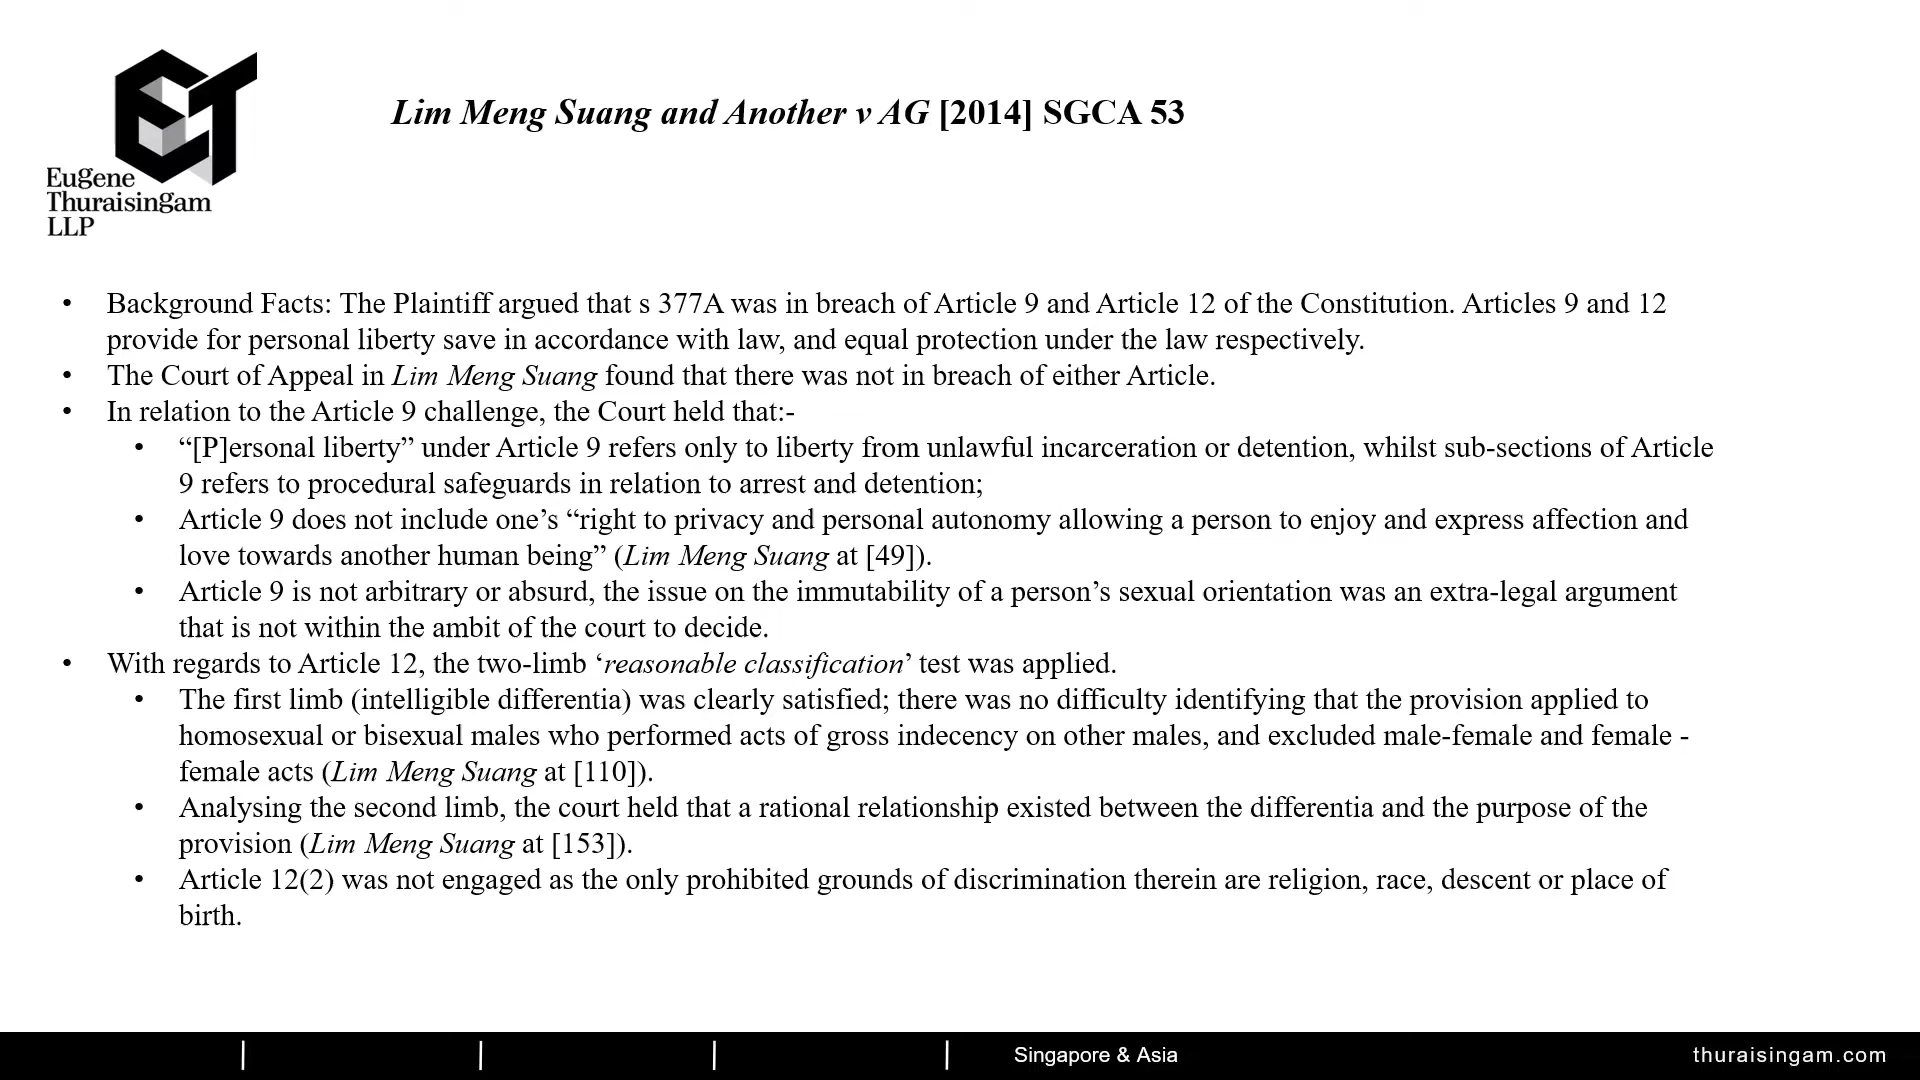 ET
Eugene
Thuraisingam
LLP
Lim Meng Suang and Another v AG [2014] SGCA 53
• Background Facts: The Plaintiff argued that s 377A was in breach of Article 9 and Article 12 of the Constitution. Articles 9 and 12
provide for personal liberty save in accordance with law, and equal protection under the law respectively.
• The Court of Appeal in Lim Meng Suang found that there was not in breach of either Article.
• In relation to the Article 9 challenge, the Court held that:-
• “[P]ersonal liberty” under Article 9 refers only to liberty from unlawful incarceration or detention, whilst sub-sections of Article
9 refers to procedural safeguards in relation to arrest and detention;
• Article 9 does not include one’s “right to privacy and personal autonomy allowing a person to enjoy and express affection and
love towards another human being” (Lim Meng Suang at [49]).
• Article 9 is not arbitrary or absurd, the issue on the immutability of a person’s sexual orientation was an extra-legal argument
that is not within the ambit of the court to decide.
• With regards to Article 12, the two-limb ‘reasonable classification’ test was applied.
• The first limb (intelligible differentia) was clearly satisfied; there was no difficulty identifying that the provision applied to
homosexual or bisexual males who performed acts of gross indecency on other males, and excluded male-female and female -
female acts (Lim Meng Suang at [110]).
• Analysing the second limb, the court held that a rational relationship existed between the differentia and the purpose of the
provision (Lim Meng Suang at [153]).
• Article 12(2) was not engaged as the only prohibited grounds of discrimination therein are religion, race, descent or place of
birth.
Singapore & Asia
thuraisingam.com